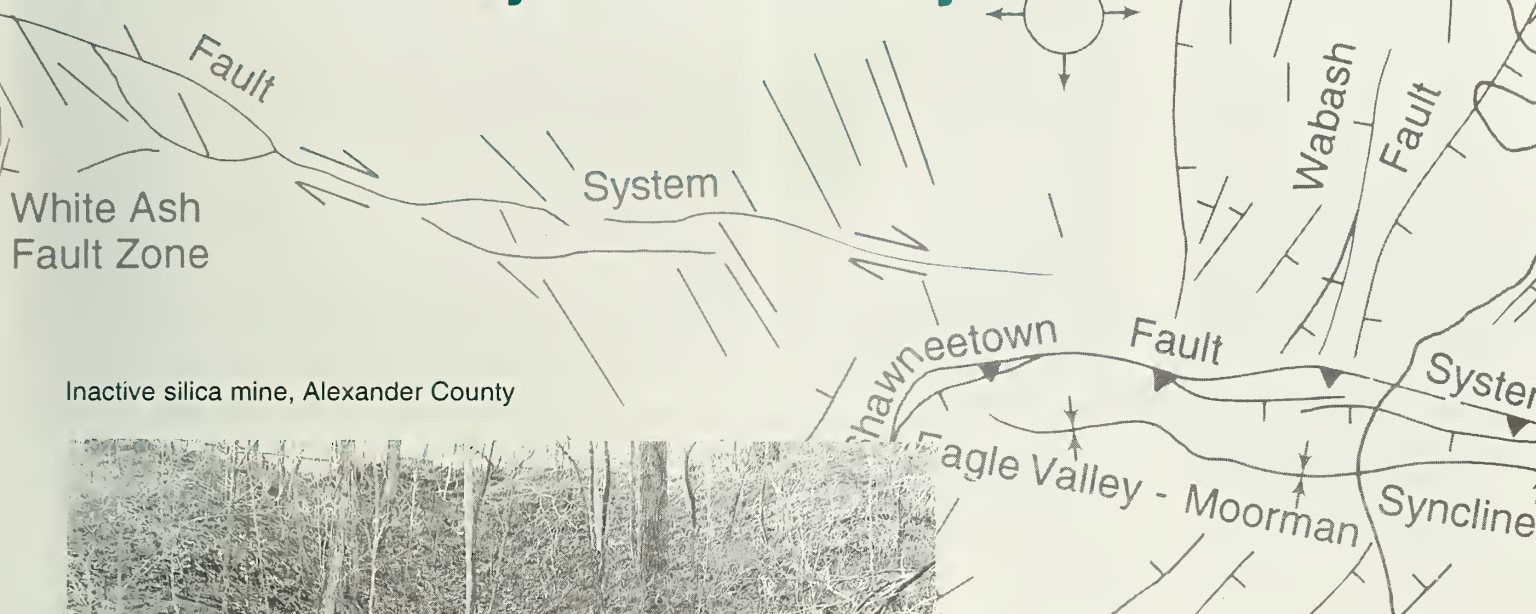 Fault
System
White Ash
Fault Zone
Wabash
Fault
Shawneetown
Fault
System
Inactive silica mine, Alexander County
Eagle Valley - Moorman
Syncline